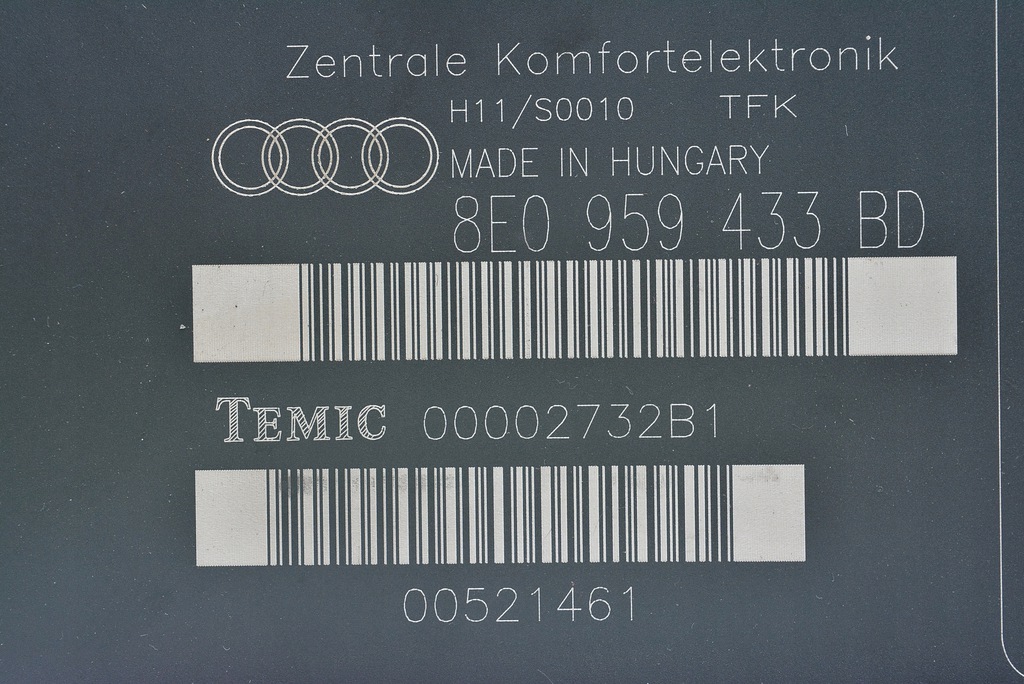 Zentrale Komfortelektronik
H11/S0010 TFK
MADE IN HUNGARY
8E0 959 433 BD
TEMIC 00002732B1
00521461